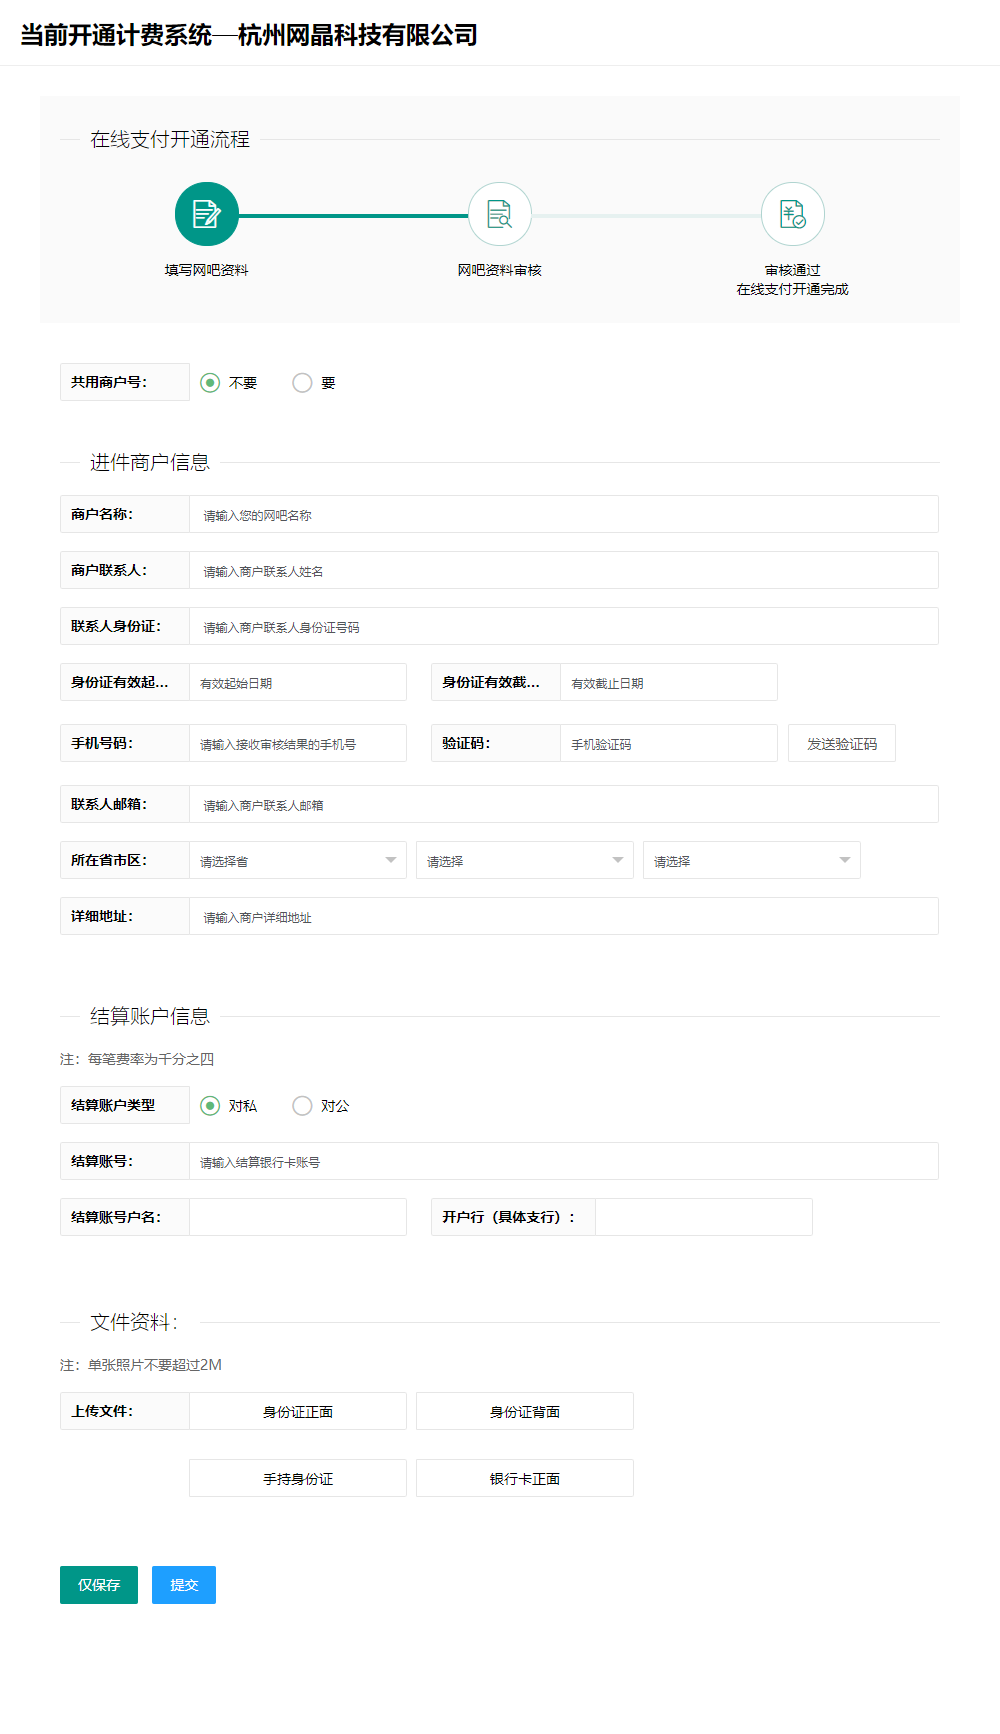 当前开通计费系统—杭州网晶科技有限公司
在线支付开通流程
填写网吧资料
网吧资料审核
审核通过
在线支付开通完成
共用商户号： 不要 要
进件商户信息
商户名称： 请输入您的网吧名称
商户联系人： 请输入商户联系人姓名
联系人身份证： 请输入商户联系人身份证号码
身份证有效起... 有效起始日期 身份证有效截... 有效截止日期
手机号码： 请输入接收审核结果的手机号 验证码： 手机验证码 发送验证码
联系人邮箱： 请输入商户联系人邮箱
所在省市区： 请选择省 请选择 请选择
详细地址： 请输入商户详细地址
结算账户信息
注：每笔费率为千分之四
结算账户类型 对私 对公
结算账号： 请输入结算银行卡账号
结算账号户名： 开户行（具体支行）：
文件资料：
注：单张照片不要超过2M
上传文件： 身份证正面 身份证背面
手持身份证 银行卡正面
仅保存 提交